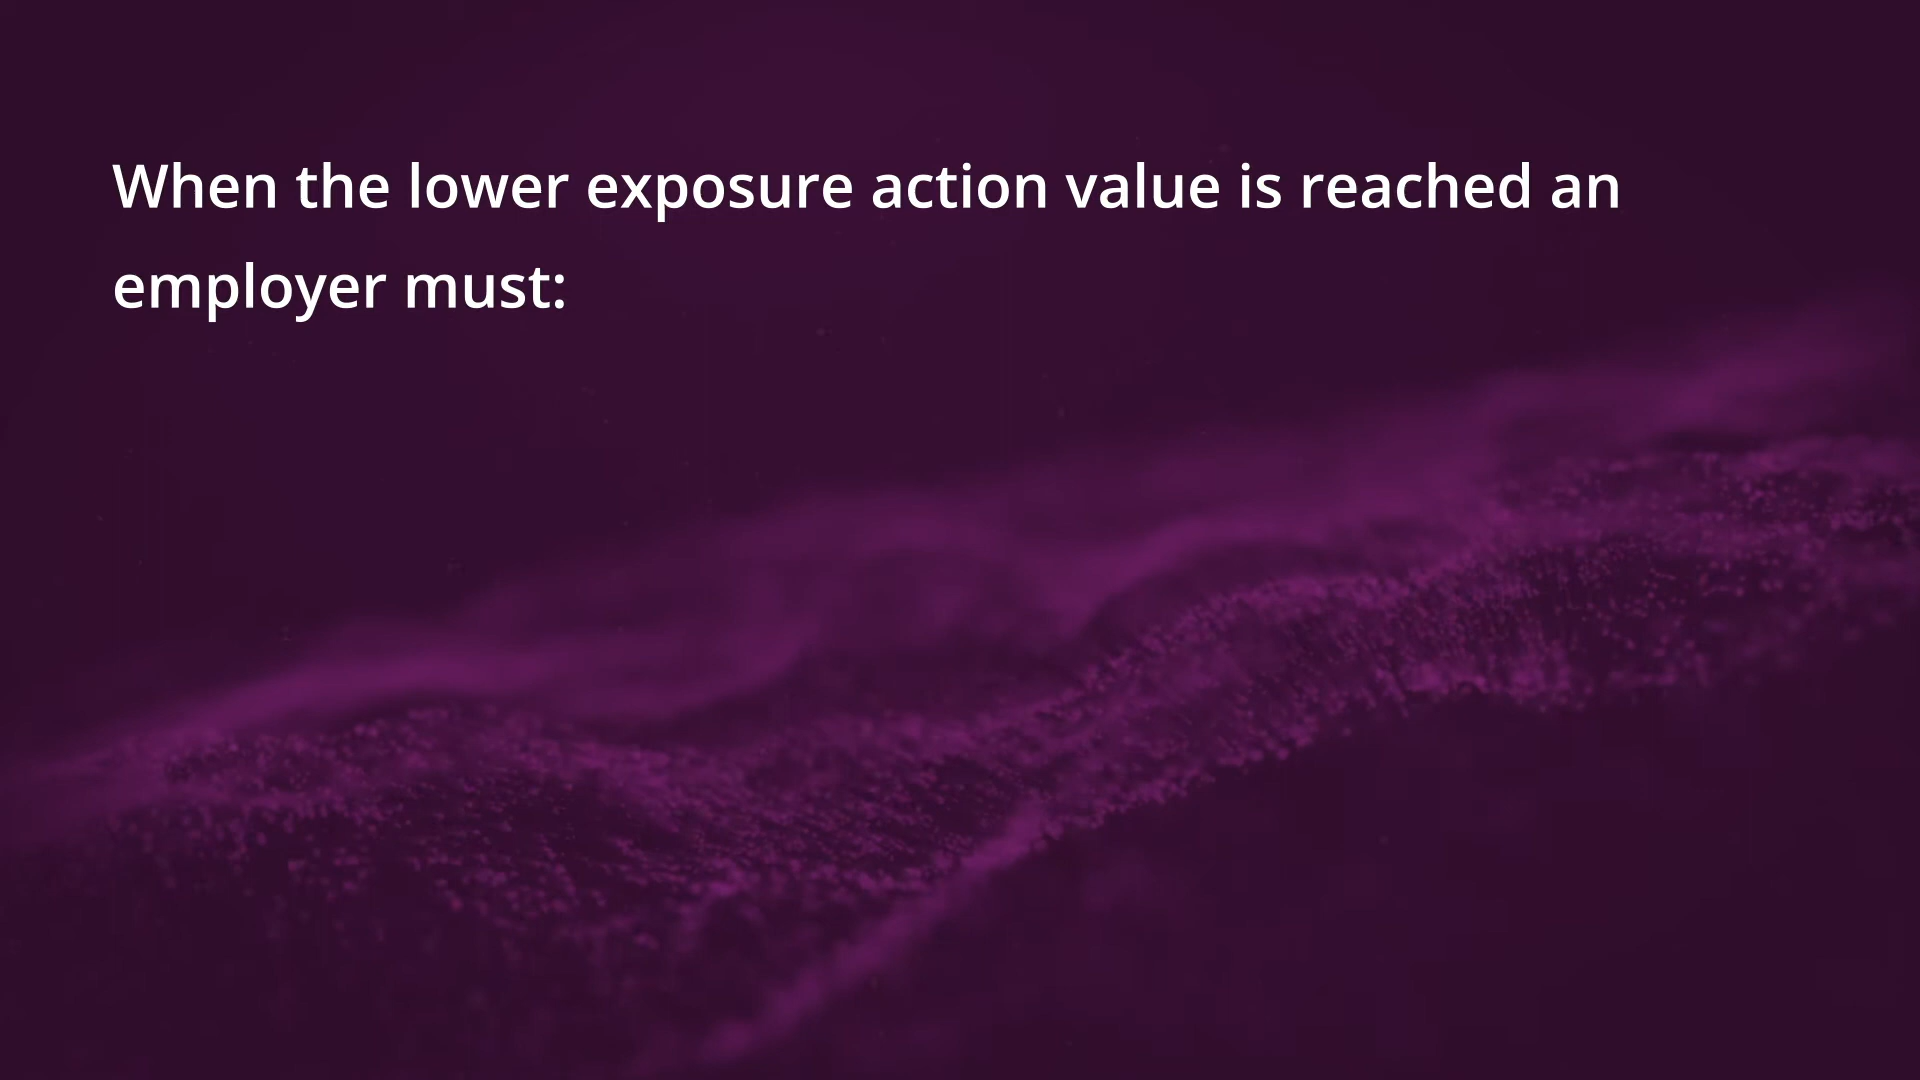 When the lower exposure action value is reached an
employer must: